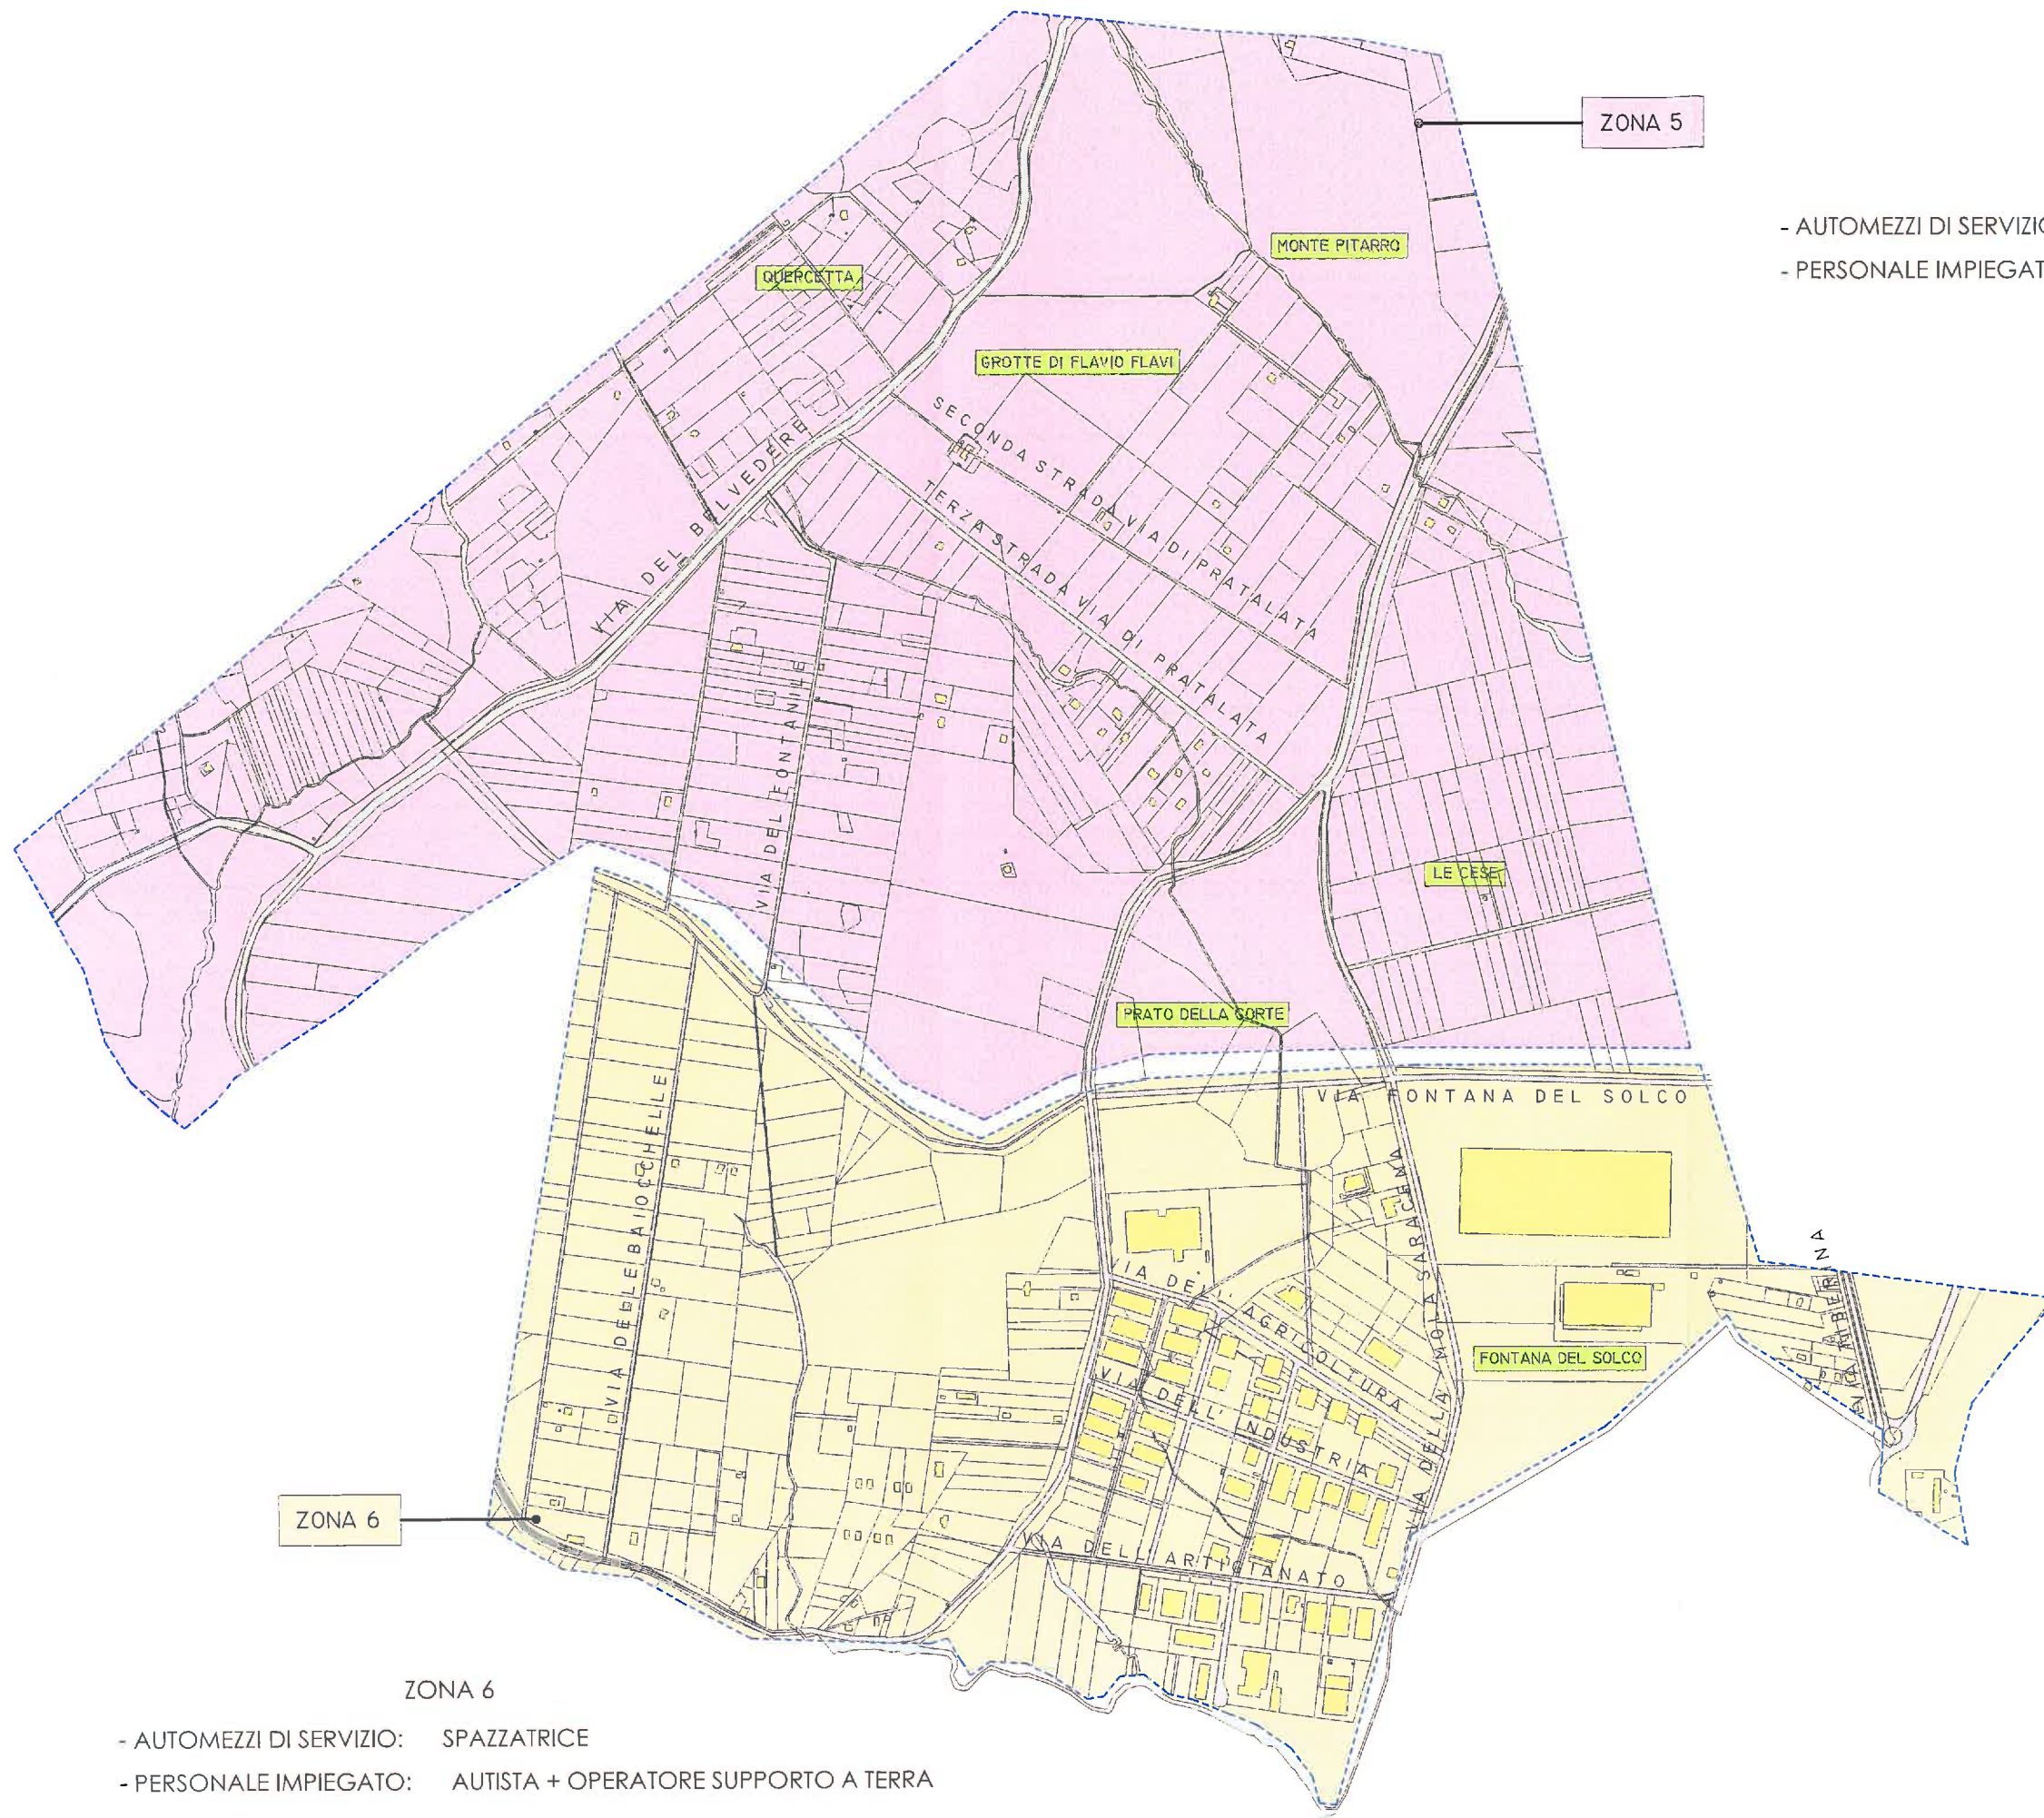 ZONA 5
- AUTOMEZZI DI SERVIZIO
- PERSONALE IMPIEGAT
MONTE PITARRO
QUERCETTA
GROTTE DI FLAVIO FLAVI
SECONDA STRADA VIA DI PRATALATA
TERZA STRADA VIA DI PRATALATA
VIA DEL BELVEDERE
VIA DEL FONTANILE
LE CESE
PRATO DELLA CORTE
VIA FONTANA DEL SOLCO
VIA DELLE BAIOCCHELLE
VIA DELLA MOLA SARACENA
VIA TIBERINA
VIA DELL'AGRICOLTURA
FONTANA DEL SOLCO
VIA DELL'INDUSTRIA
ZONA 6
VIA DELL'ARTIGIANATO
ZONA 6
- AUTOMEZZI DI SERVIZIO: SPAZZATRICE
- PERSONALE IMPIEGATO: AUTISTA + OPERATORE SUPPORTO A TERRA